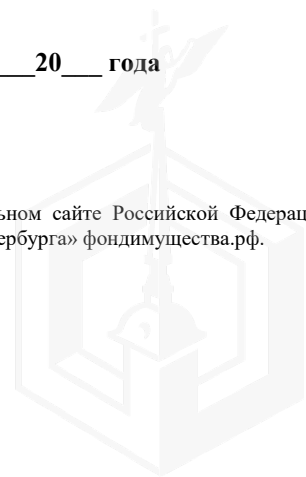 ___20___ года
ьном сайте Российской Федерац
ербурга» фондимущества.рф.